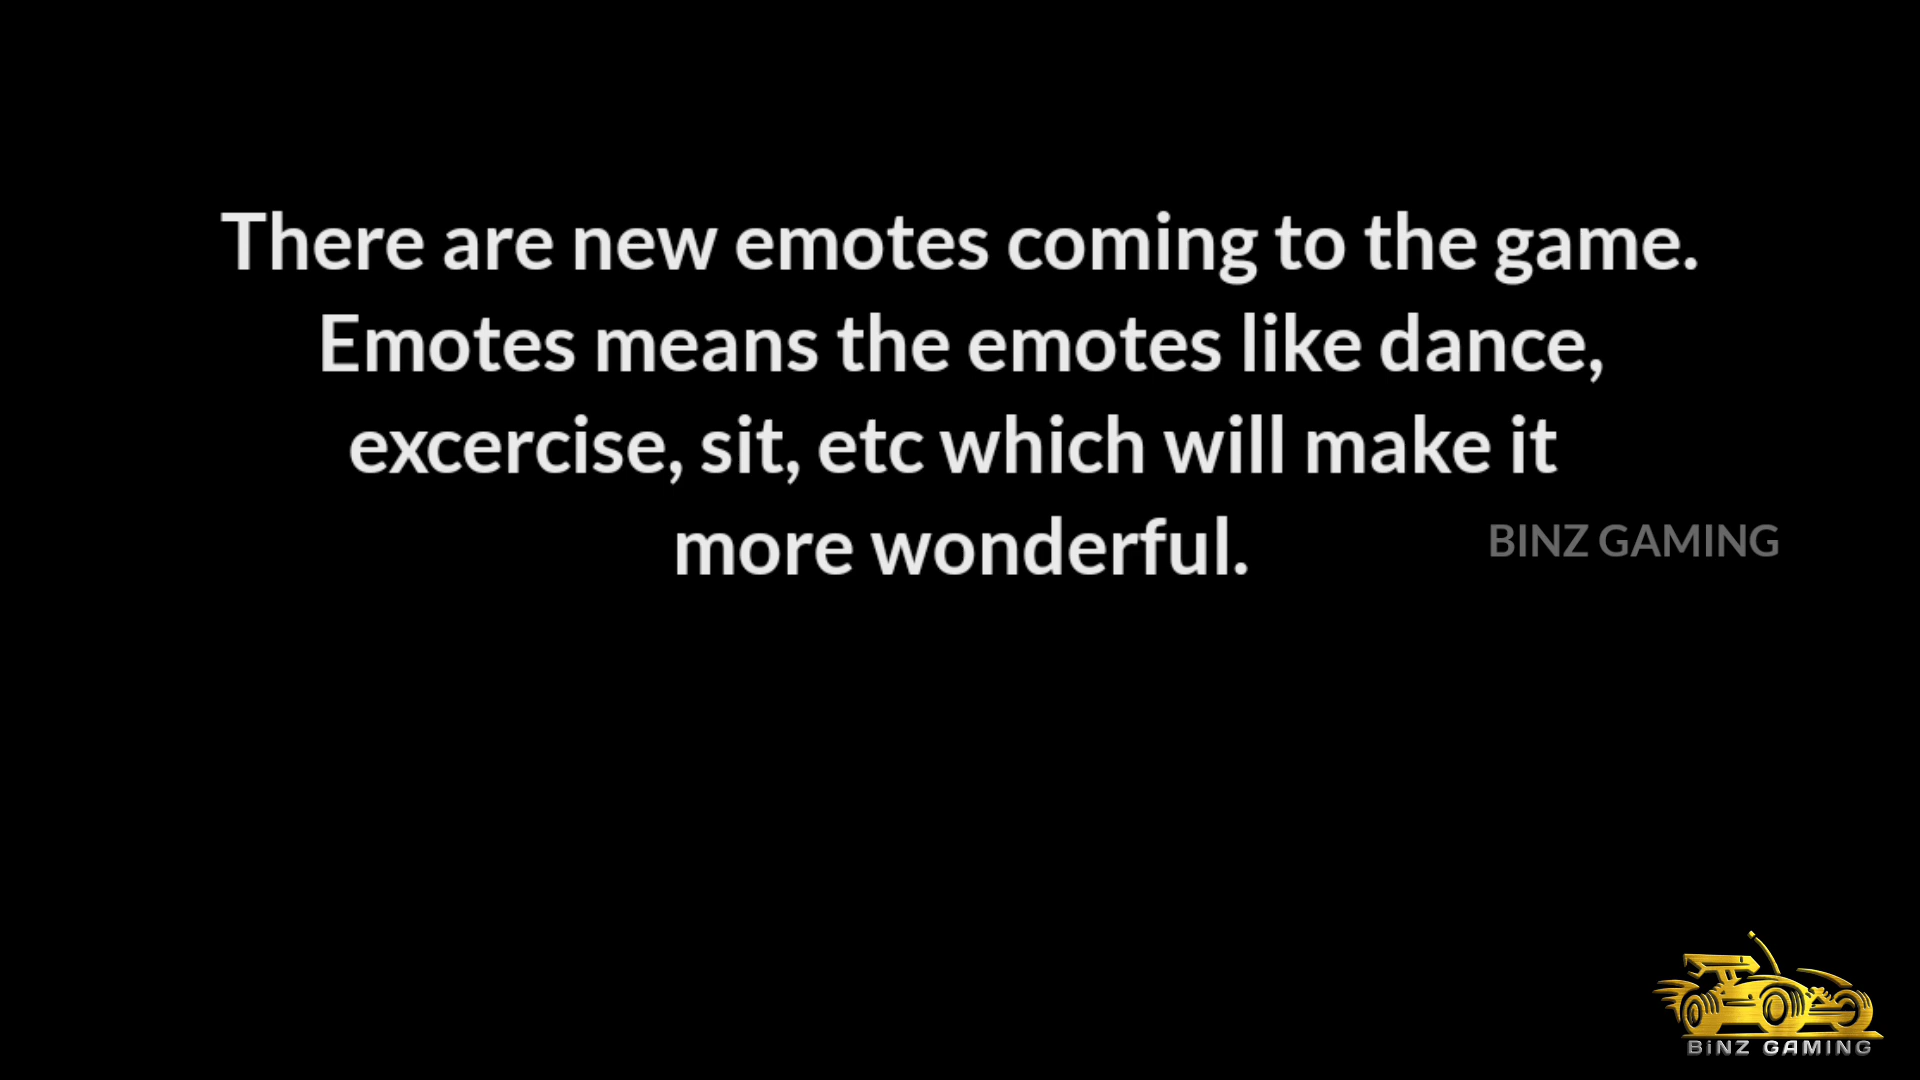 There are new emotes coming to the game.
Emotes means the emotes like dance,
excercise, sit, etc which will make it
more wonderful.
BINZ GAMING
BiNZ GAMING